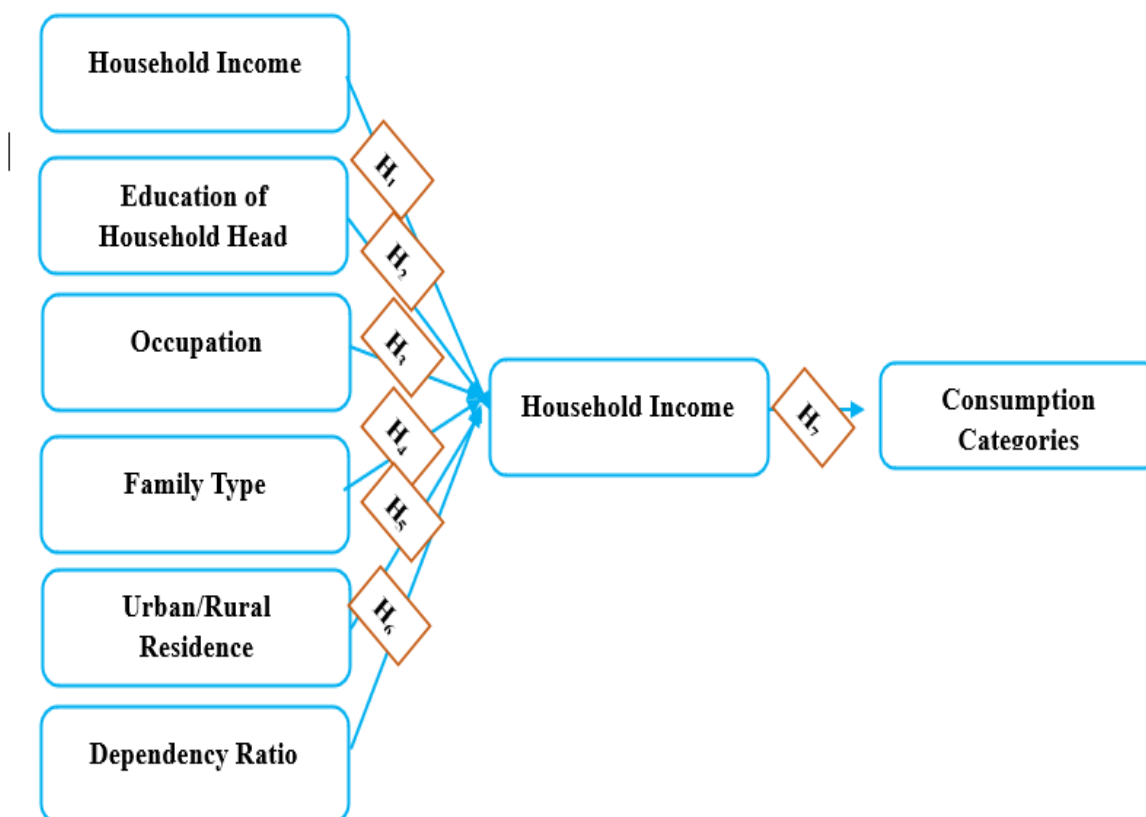 Household Income
H₁
Education of
Household Head
H₂
Occupation
H₃
Household Income
H₇
Consumption
Categories
H₄
Family Type
H₅
Urban/Rural
Residence
H₆
Dependency Ratio